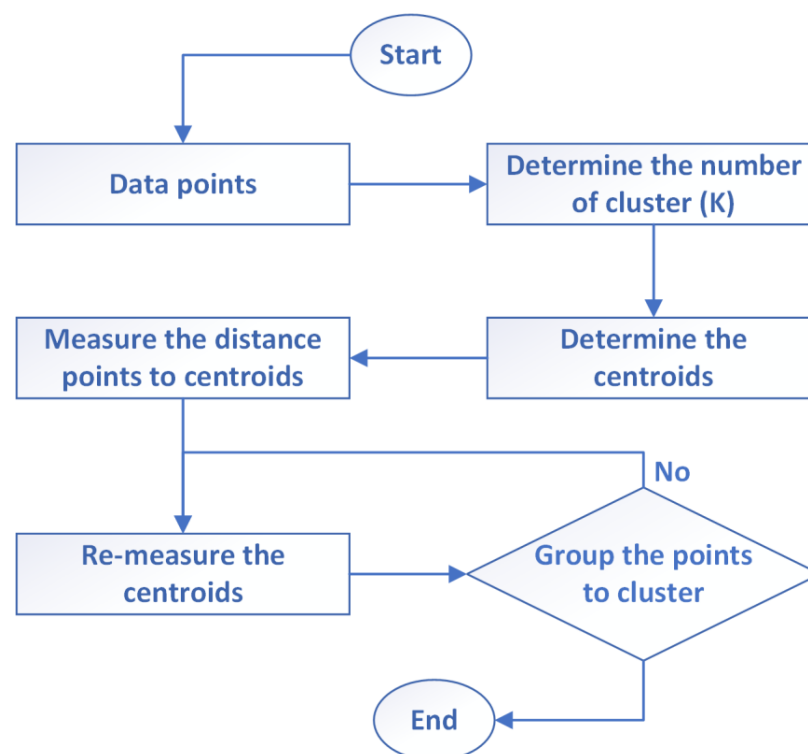 Start
Data points
Determine the number
of cluster (K)
Measure the distance
points to centroids
Determine the
centroids
No
Re-measure the
centroids
Group the points
to cluster
End